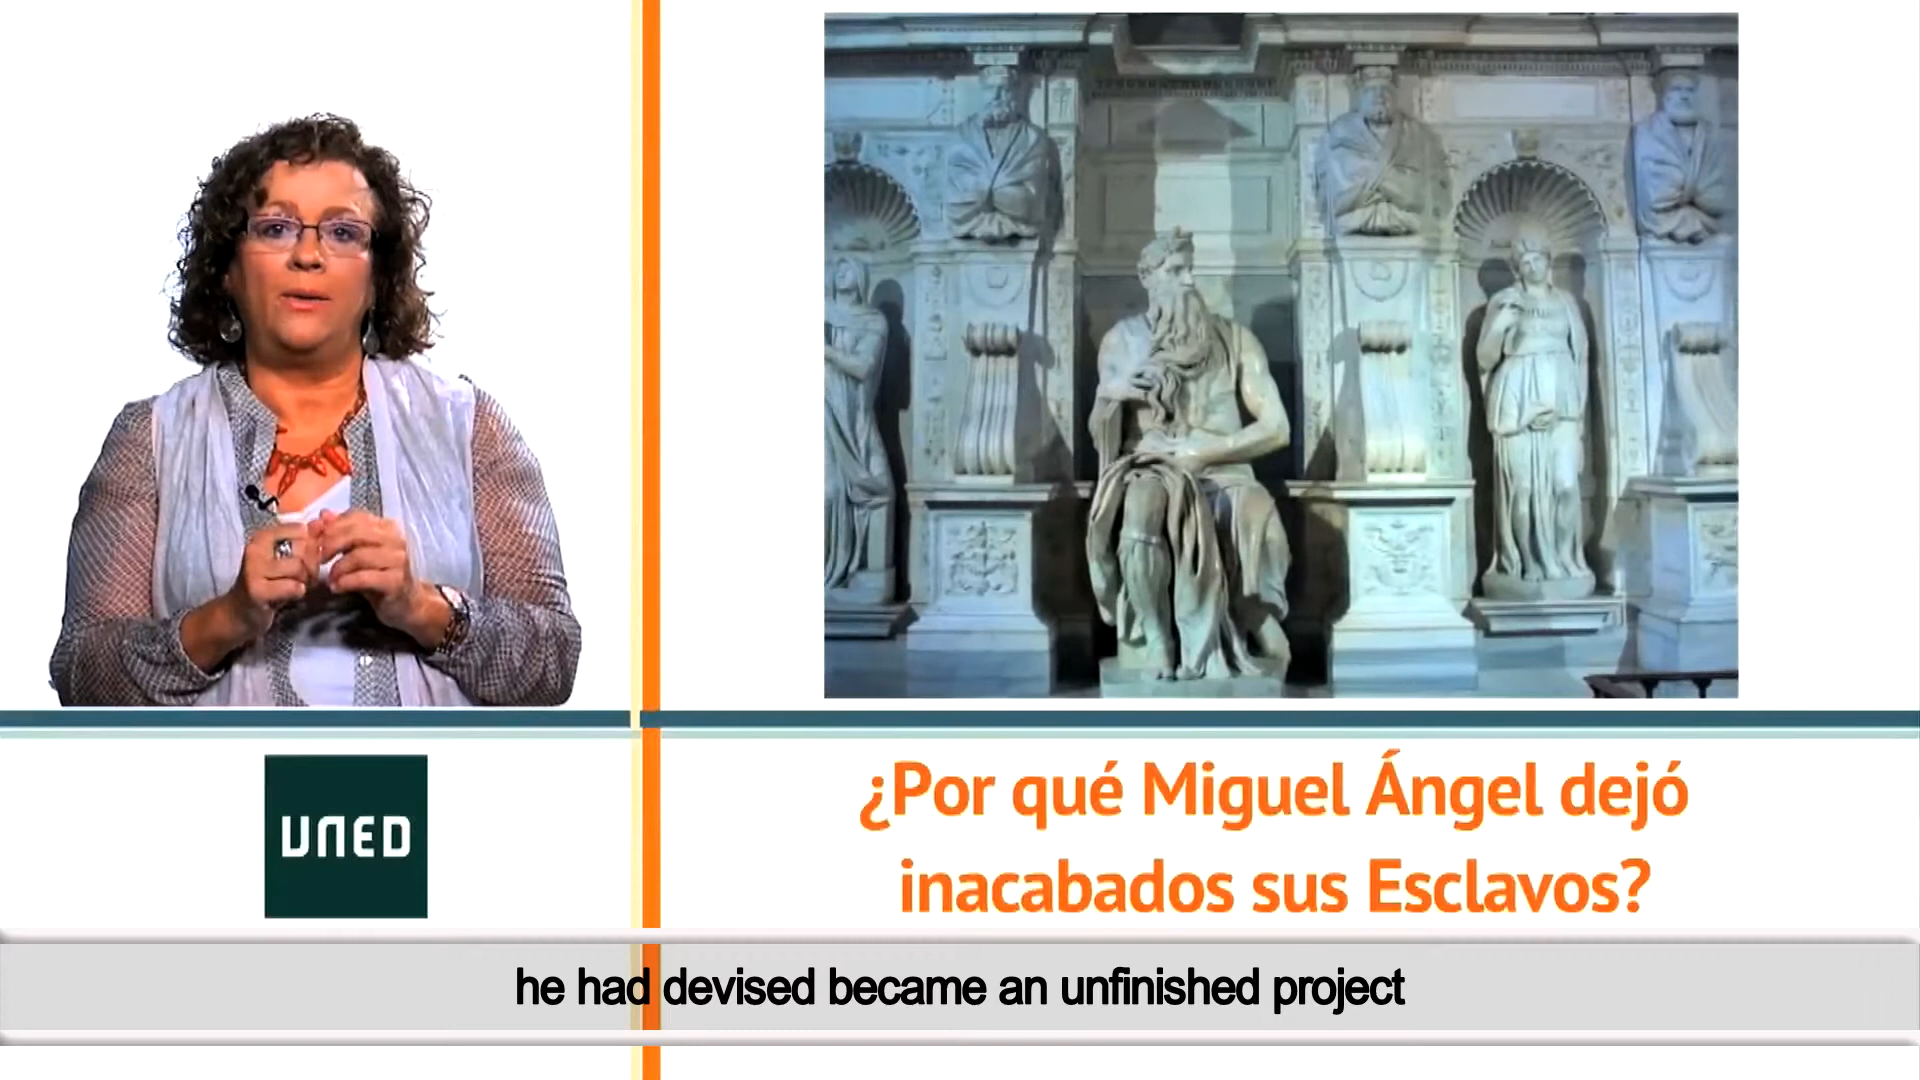 UNED
¿Por qué Miguel Ángel dejó
inacabados sus Esclavos?
he had devised became an unfinished project